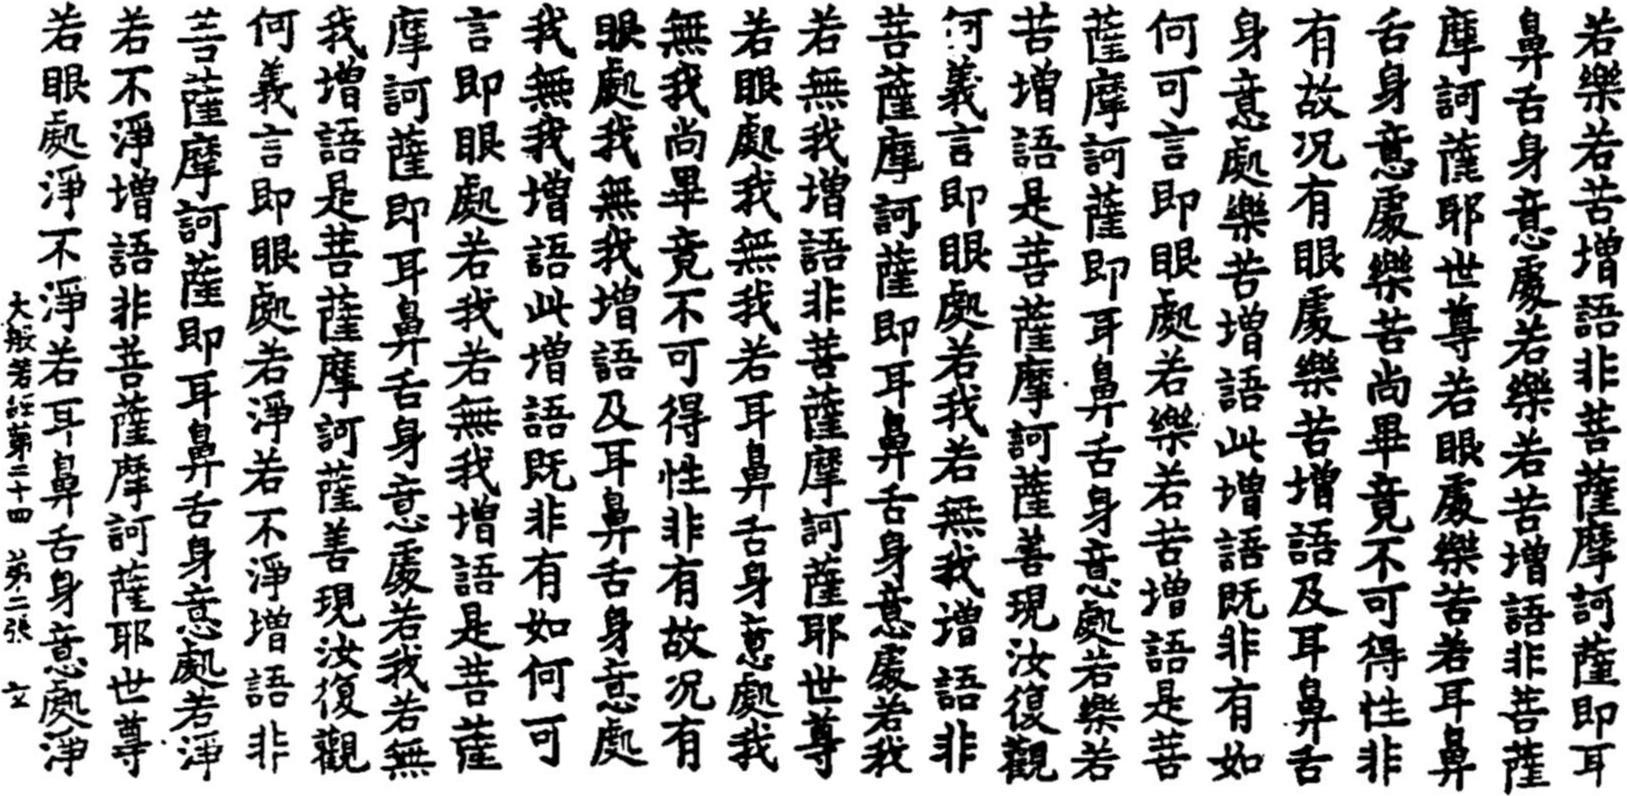 若樂若苦增語非菩薩摩訶薩即耳
鼻舌身意處若樂若苦增語非菩薩
摩訶薩耶世尊若眼處樂苦若耳鼻
舌身意處樂苦尚畢竟不可得性非
有故况有眼處樂苦增語及耳鼻舌
身意處樂苦增語此增語既非有如
何可言即眼處若樂若苦增語是菩
薩摩訶薩即耳鼻舌身意處若樂若
苦增語是菩薩摩訶薩善現汝復觀
何義言即眼處若我若無我增語非
菩薩摩訶薩即耳鼻舌身意處若我
若無我增語非菩薩摩訶薩耶世尊
若眼處我無我若耳鼻舌身意處我
無我尚畢竟不可得性非有故况有
眼處我無我增語及耳鼻舌身意處
我無我增語此增語既非有如何可
言即眼處若我若無我增語是菩薩
摩訶薩即耳鼻舌身意處若我若無
我增語是菩薩摩訶薩善現汝復觀
何義言即眼處若淨若不淨增語非
菩薩摩訶薩即耳鼻舌身意處若淨
若不淨增語非菩薩摩訶薩耶世尊
若眼處淨不淨若耳鼻舌身意處淨
大般若經第二十四 第二張